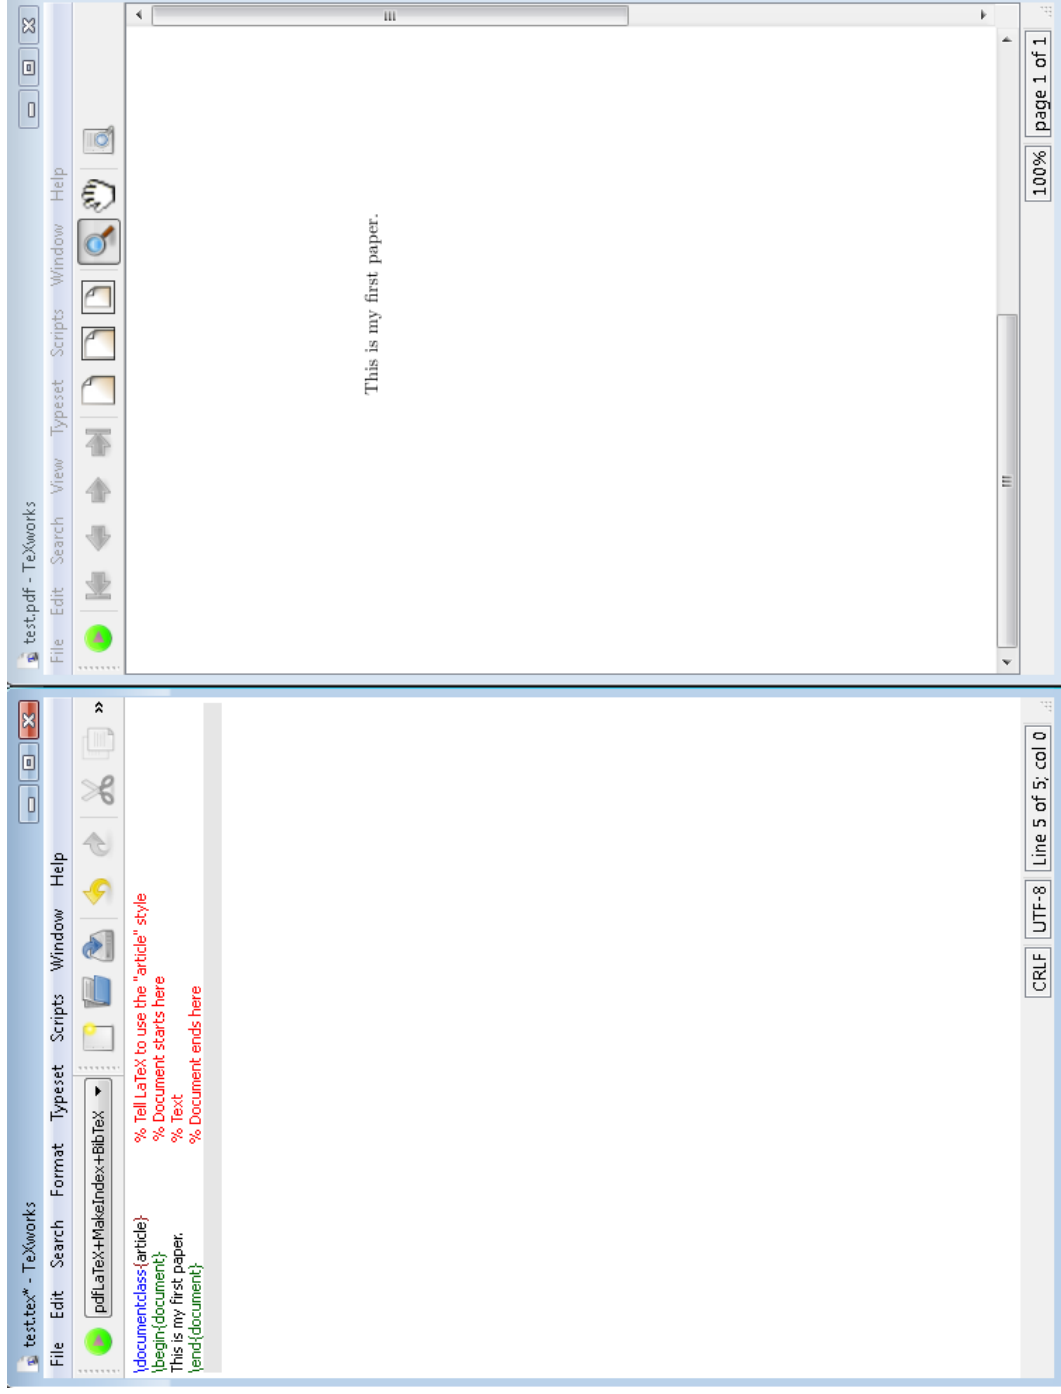 test.tex* - TeXworks
File Edit Search Format Typeset Scripts Window Help
pdfLaTeX+MakeIndex+BibTeX »
\documentclass{article} % Tell LaTeX to use the "article" style
\begin{document} % Document starts here
This is my first paper. % Text
\end{document} % Document ends here
CRLF UTF-8 Line 5 of 5; col 0
test.pdf - TeXworks
File Edit Search View Typeset Scripts Window Help
This is my first paper.
100% page 1 of 1